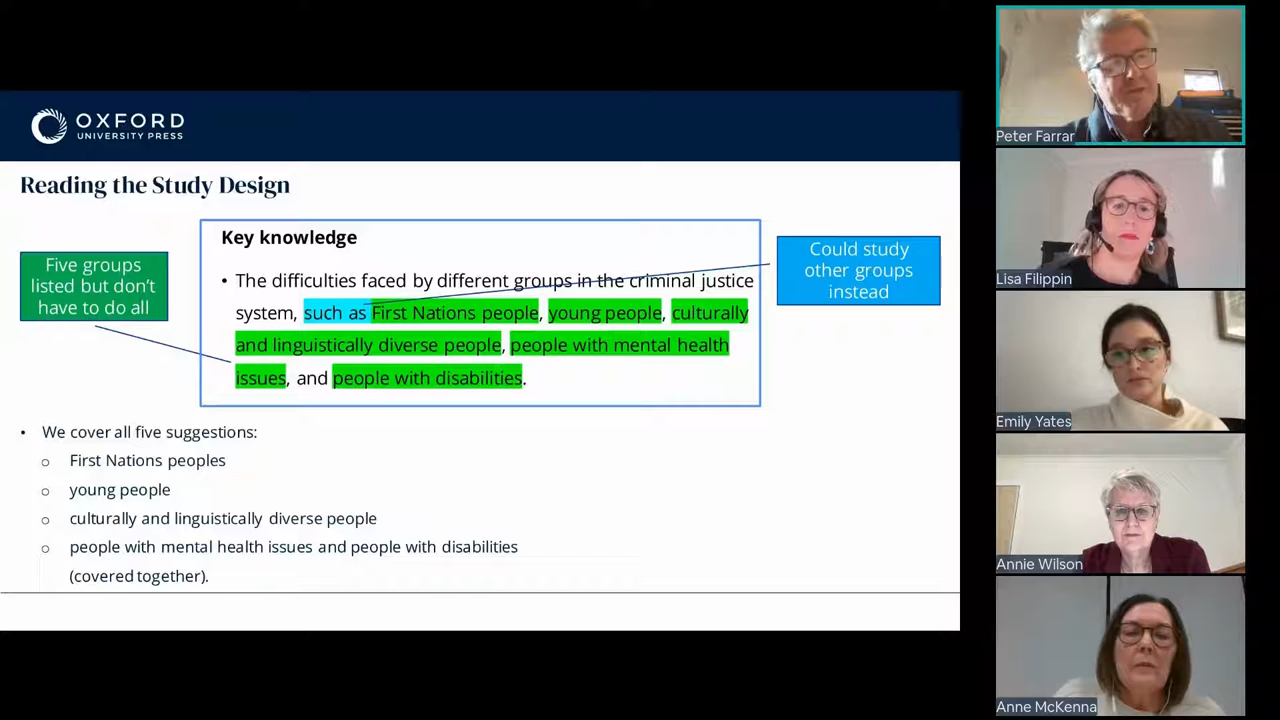 OXFORD
UNIVERSITY PRESS
Reading the Study Design
Five groups
listed but don't
have to do all
Key knowledge
• The difficulties faced by different groups in the criminal justice
system, such as First Nations people, young people, culturally
and linguistically diverse people, people with mental health
issues, and people with disabilities.
Could study
other groups
instead
• We cover all five suggestions:
o First Nations peoples
o young people
o culturally and linguistically diverse people
o people with mental health issues and people with disabilities
(covered together).
Peter Farrar
Lisa Filippin
Emily Yates
Annie Wilson
Anne McKenna